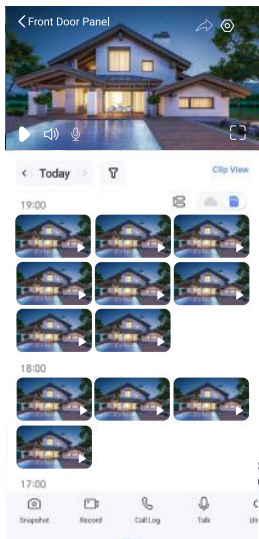 Front Door Panel
Today
Clip View
19:00
18:00
17:00
Snapshot
Record
Call Log
Talk